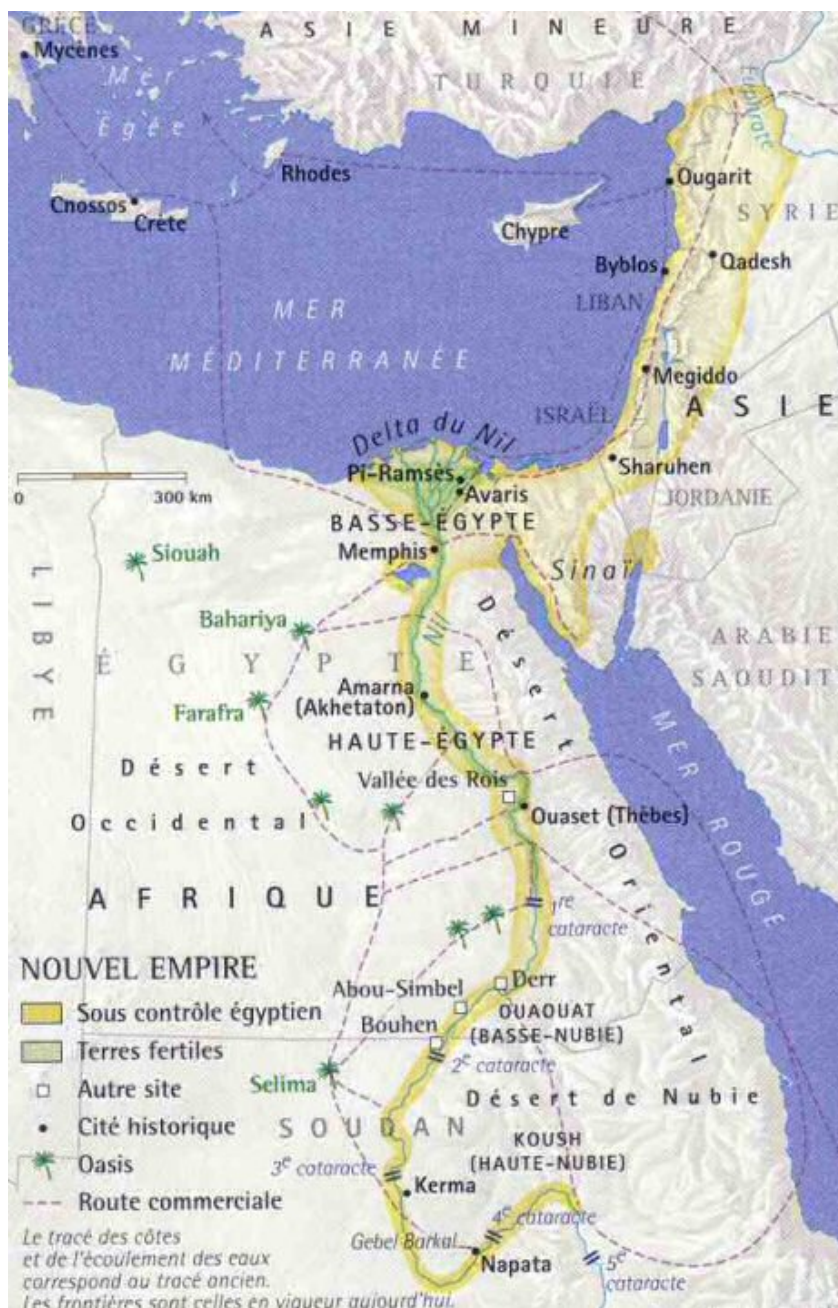 GRÈCE
Mycènes
ASIE MINEURE
TURQUIE
Mer
Égée
Euphrate
Rhodes
Ougarit
Cnossos
Crète
SYRIE
Chypre
Byblos
Qadesh
LIBAN
MER
MÉDITERRANÉE
Megiddo
ASIE
ISRAËL
Delta du Nil
Sharuhen
Pi-Ramsès
Avaris
JORDANIE
0 300 km
BASSE-ÉGYPTE
Memphis
Siouah
Sinaï
LIBYE
Bahariya
Nil
Désert
ARABIE
SAOUDIT
ÉGYPTE
Amarna
(Akhetaton)
Farafra
HAUTE-ÉGYPTE
MER ROUGE
Désert
Vallée des Rois
Occidental
Ouaset (Thèbes)
Oriental
AFRIQUE
1re
cataracte
NOUVEL EMPIRE
Derr
Abou-Simbel
Sous contrôle égyptien
OUAOUAT
(BASSE-NUBIE)
Bouhen
Terres fertiles
2e cataracte
Selima
Autre site
Désert de Nubie
Cité historique
SOUDAN
KOUSH
(HAUTE-NUBIE)
Oasis
3e cataracte
Kerma
Route commerciale
4e cataracte
Gebel Barkal
Napata
5e
cataracte
Le tracé des côtes
et de l'écoulement des eaux
correspond au tracé ancien.
Les frontières sont celles en vigueur aujourd'hui.